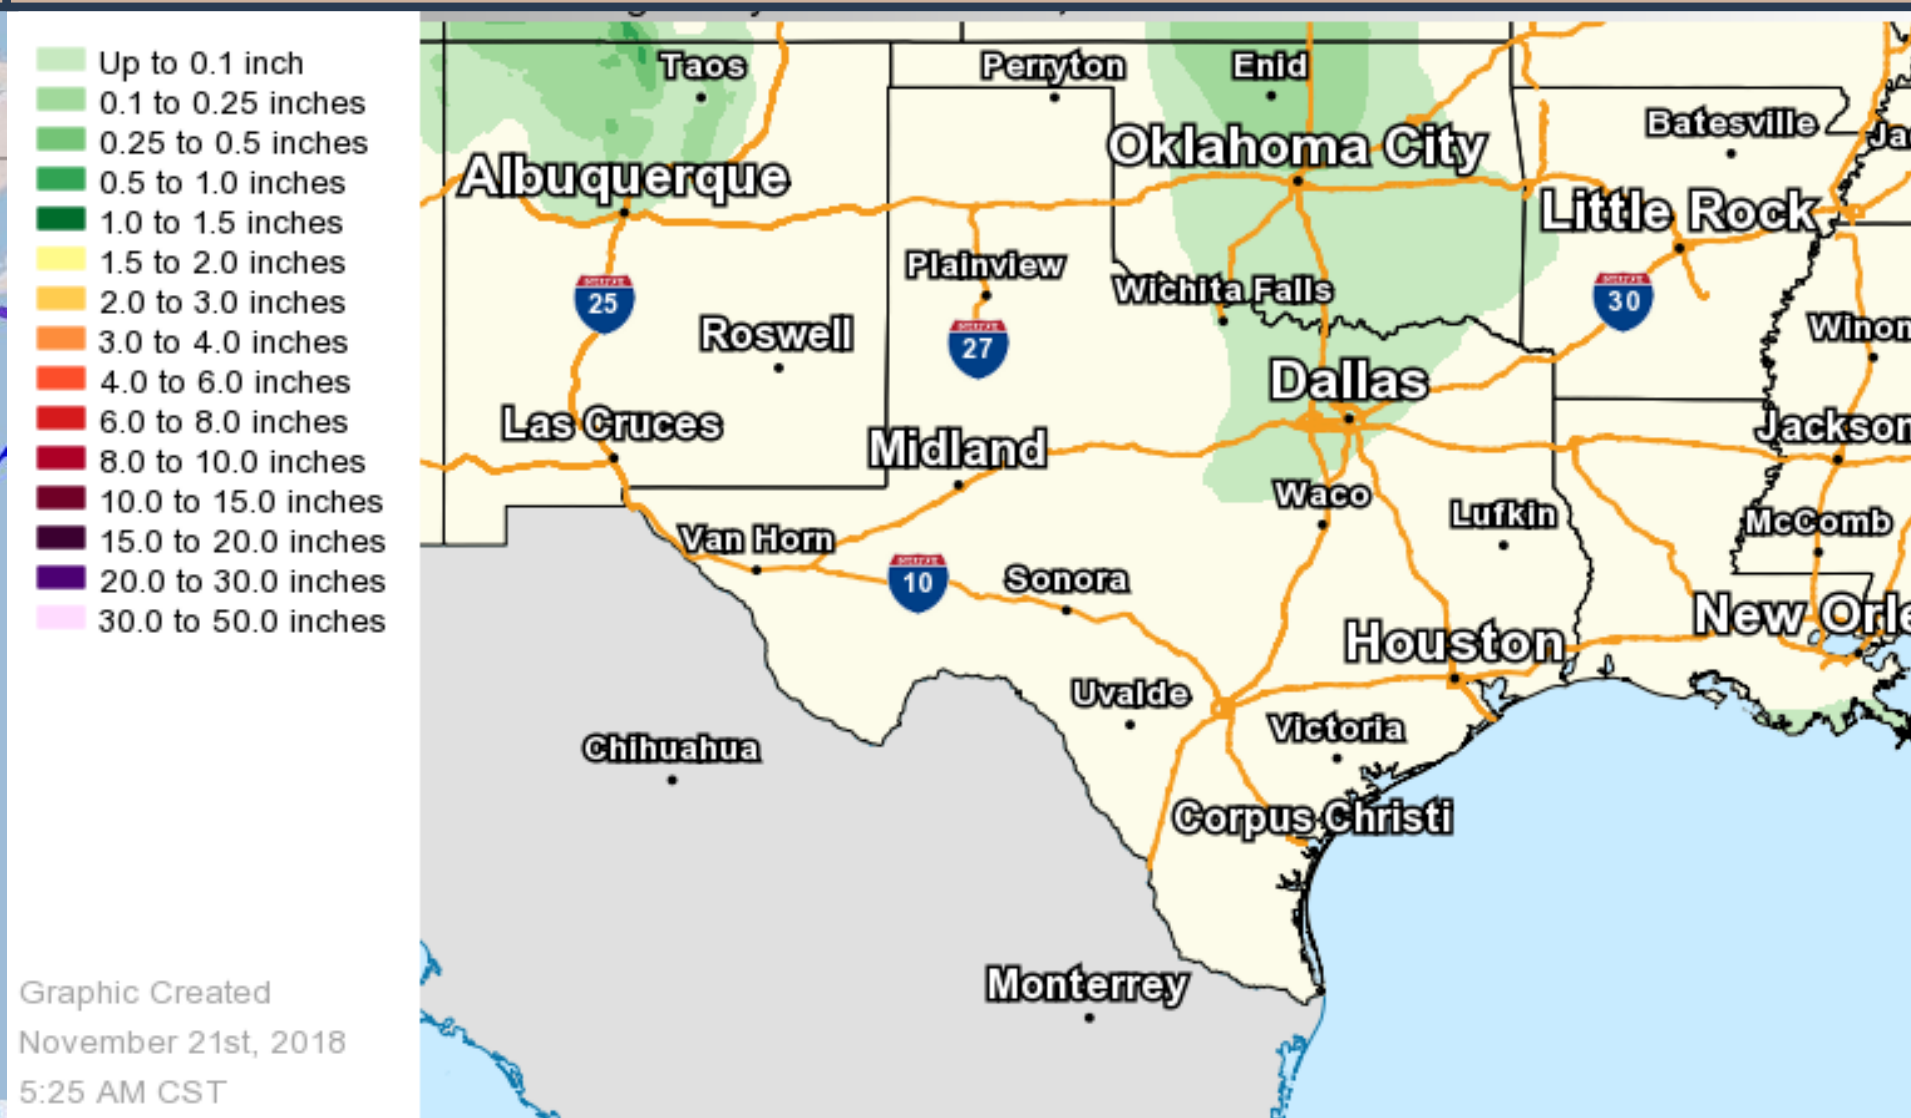 Up to 0.1 inch
0.1 to 0.25 inches
0.25 to 0.5 inches
0.5 to 1.0 inches
1.0 to 1.5 inches
1.5 to 2.0 inches
2.0 to 3.0 inches
3.0 to 4.0 inches
4.0 to 6.0 inches
6.0 to 8.0 inches
8.0 to 10.0 inches
10.0 to 15.0 inches
15.0 to 20.0 inches
20.0 to 30.0 inches
30.0 to 50.0 inches
Graphic Created
November 21st, 2018
5:25 AM CST
Taos
Perryton
Enid
Batesville
Ja
Oklahoma City
Albuquerque
Little Rock
Plainview
Wichita Falls
25
30
Roswell
27
Winon
Dallas
Las Cruces
Midland
Jackson
Waco
Lufkin
McComb
Van Horn
10
Sonora
New Orle
Houston
Uvalde
Victoria
Chihuahua
Corpus Christi
Monterrey